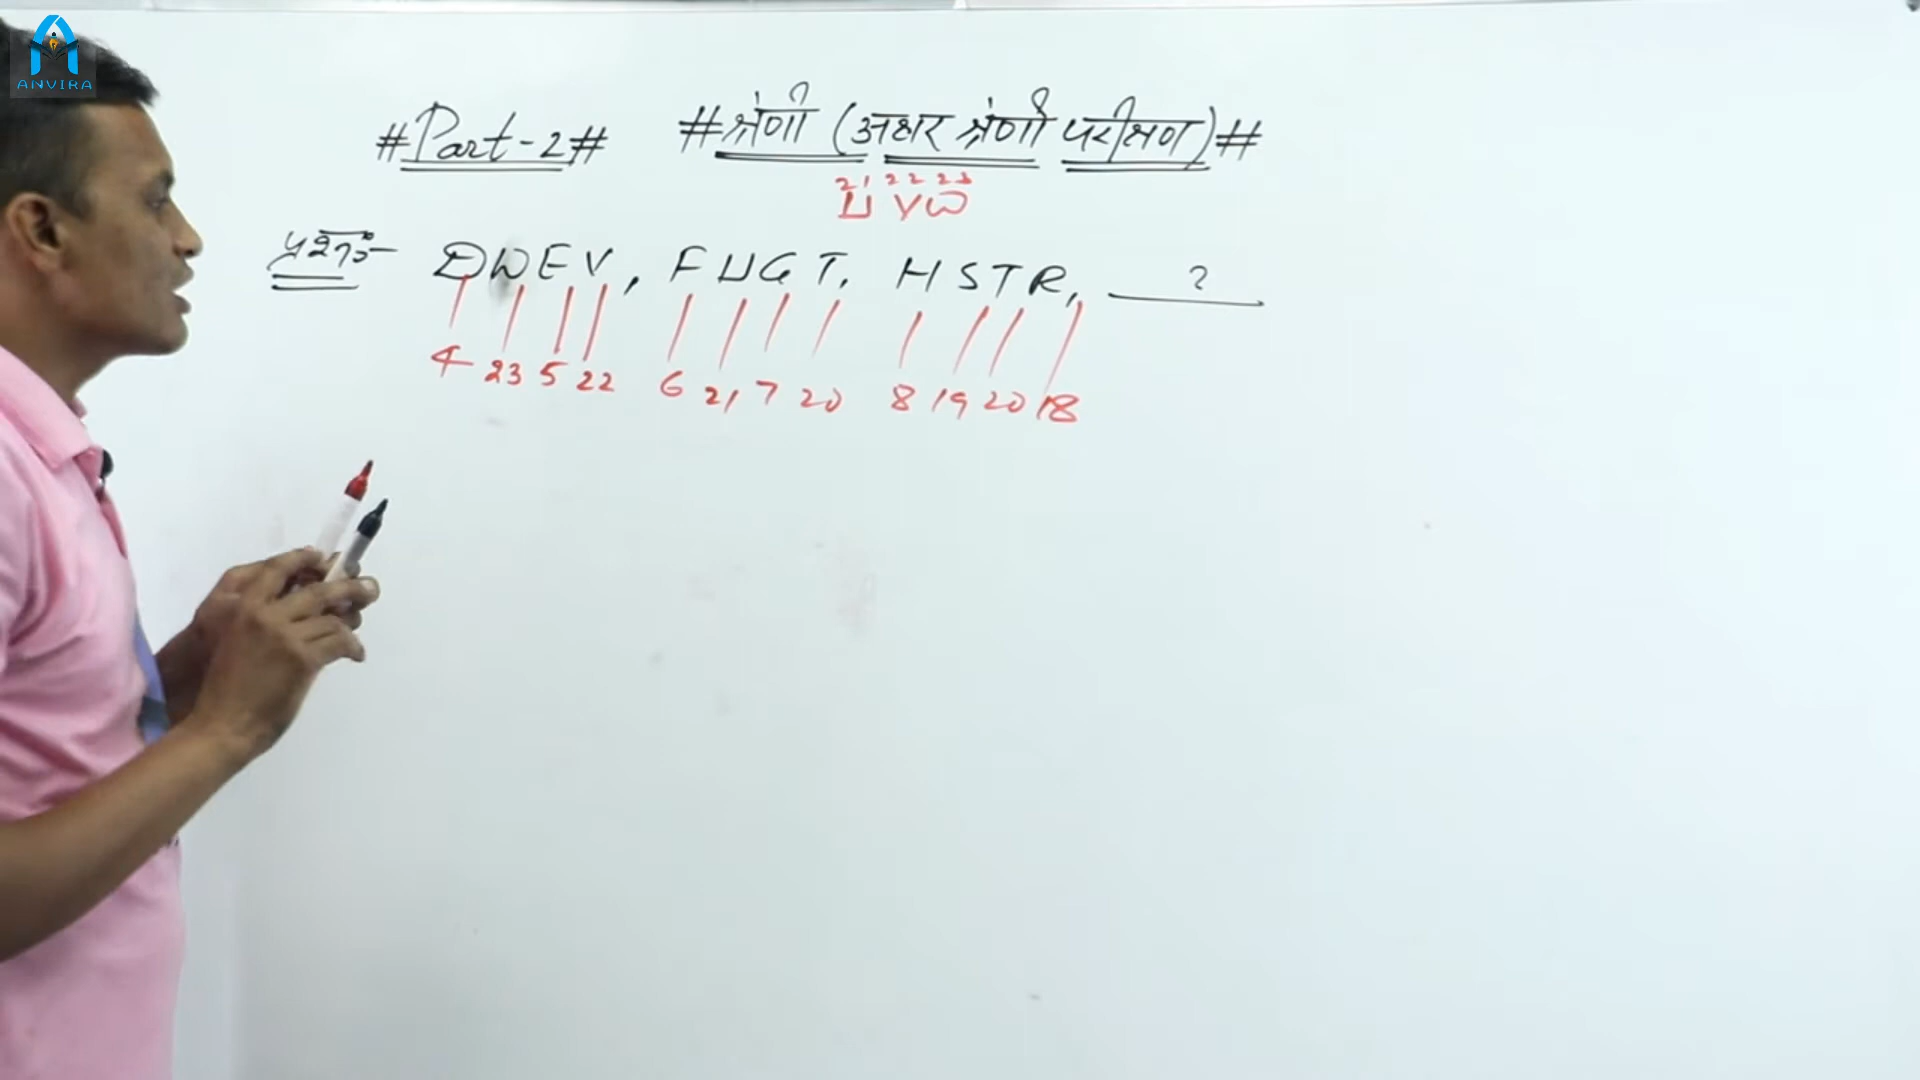 ANVIRA
#Part-2# #श्रेणी (अक्षर श्रेणी परीक्षण)#
21 22 23
U V W
प्रश्न:- DWEV, FUGT, HSTR, ?
4 23 5 22 6 21 7 20 8 19 20 18